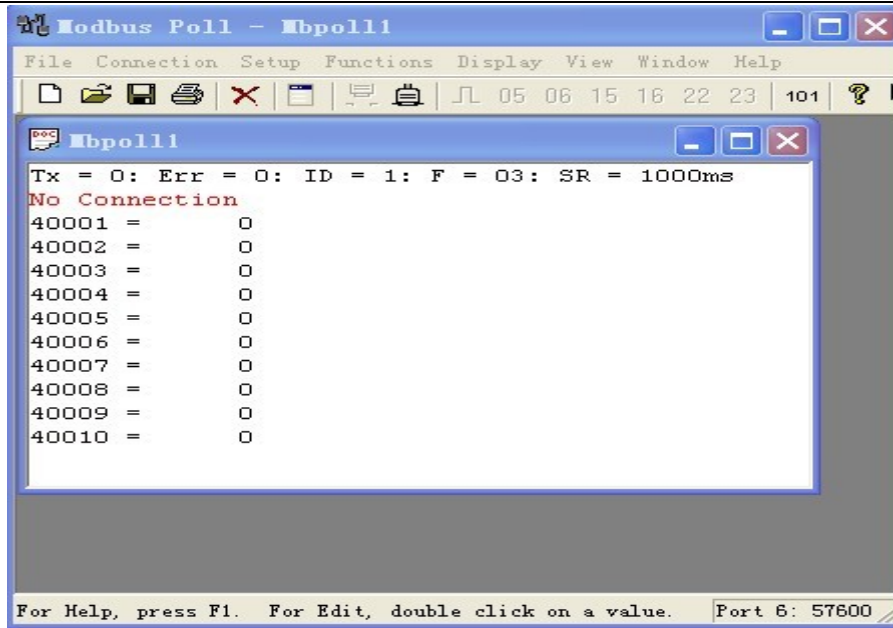 Modbus Poll - Mbpoll1
File Connection Setup Functions Display View Window Help
05 06 15 16 22 23 101
Mbpoll1
Tx = 0: Err = 0: ID = 1: F = 03: SR = 1000ms
No Connection
40001 = 0
40002 = 0
40003 = 0
40004 = 0
40005 = 0
40006 = 0
40007 = 0
40008 = 0
40009 = 0
40010 = 0
For Help, press F1. For Edit, double click on a value. Port 6: 57600